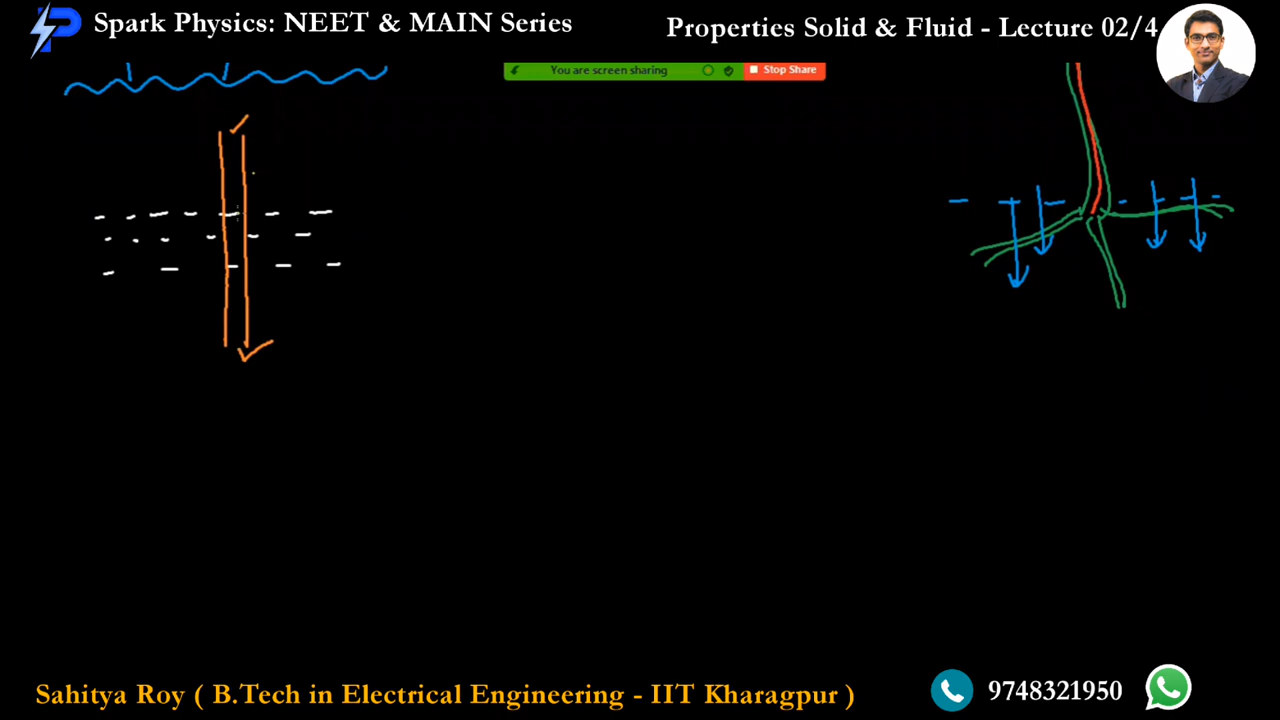 Spark Physics: NEET & MAIN Series
Properties Solid & Fluid - Lecture 02/4
You are screen sharing
Stop Share
Sahitya Roy ( B.Tech in Electrical Engineering - IIT Kharagpur )
9748321950